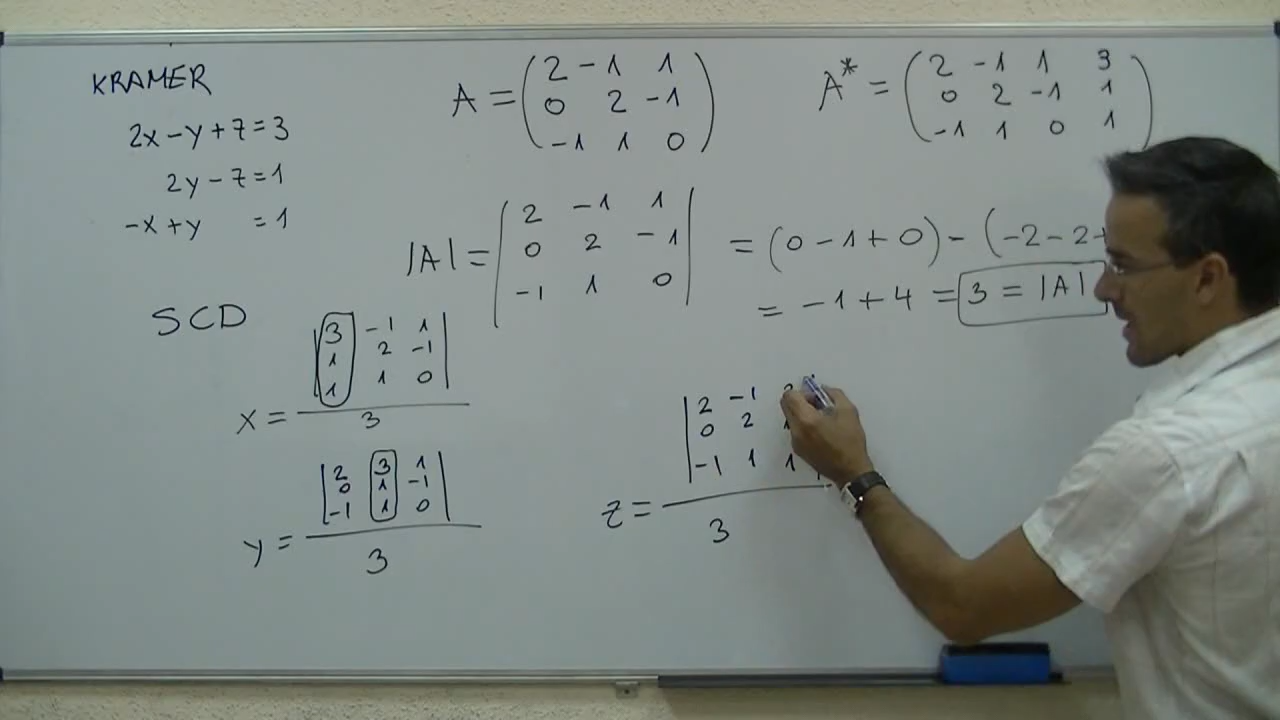 KRAMER
2x - y + z = 3
2y - z = 1
-x + y = 1
SCD
A = ( 2 -1 1
0 2 -1
-1 1 0 )
A* = ( 2 -1 1 3
0 2 -1 1
-1 1 0 1 )
|A| = | 2 -1 1
0 2 -1
-1 1 0 | = (0 - 1 + 0) - (-2 - 2 +
= -1 + 4 = 3 = |A|
x =
| 3 -1 1
1 2 -1
1 1 0 |
3
y =
| 2 3 1
0 1 -1
-1 1 0 |
3
z =
| 2 -1
0 2 1
-1 1 1 |
3